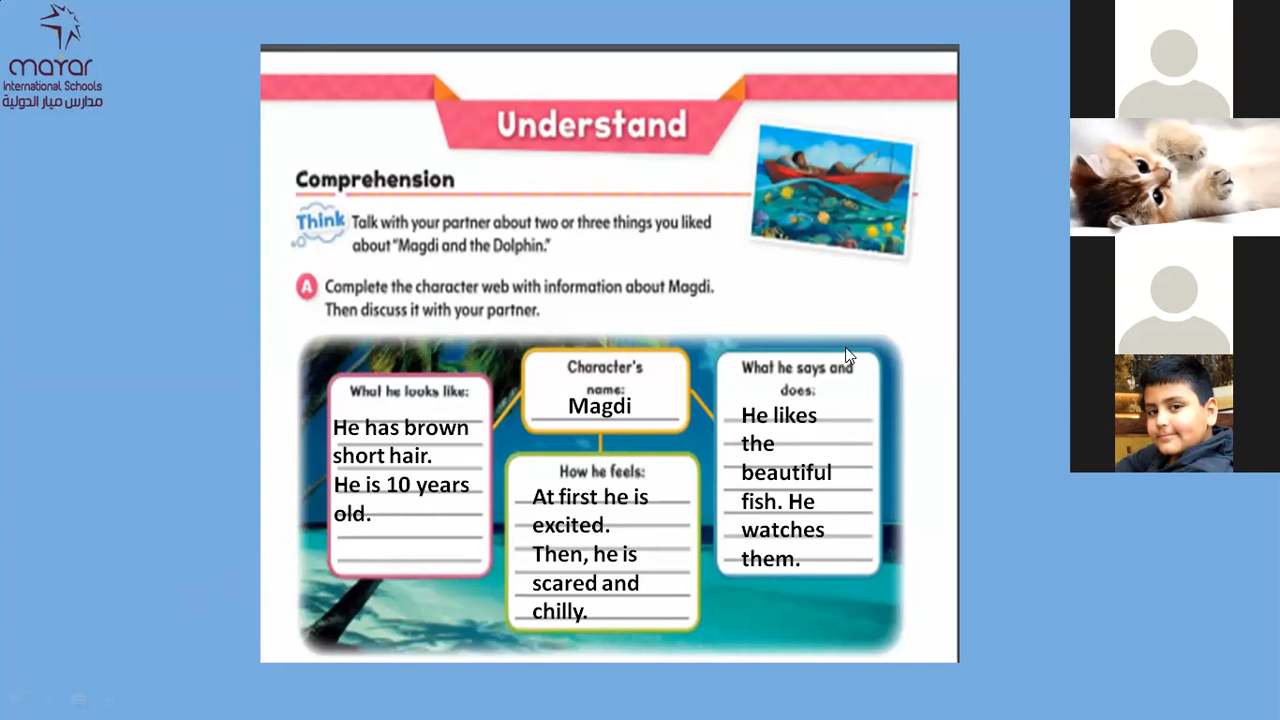 mayar
International Schools
مدارس ميار الدولية
Understand
Comprehension
Think
Talk with your partner about two or three things you liked
about "Magdi and the Dolphin."
A
Complete the character web with information about Magdi.
Then discuss it with your partner.
What he looks like:
He has brown
short hair.
He is 10 years
old.
Character's
name:
Magdi
How he feels:
At first he is
excited.
Then, he is
scared and
chilly.
What he says and
does:
He likes
the
beautiful
fish. He
watches
them.